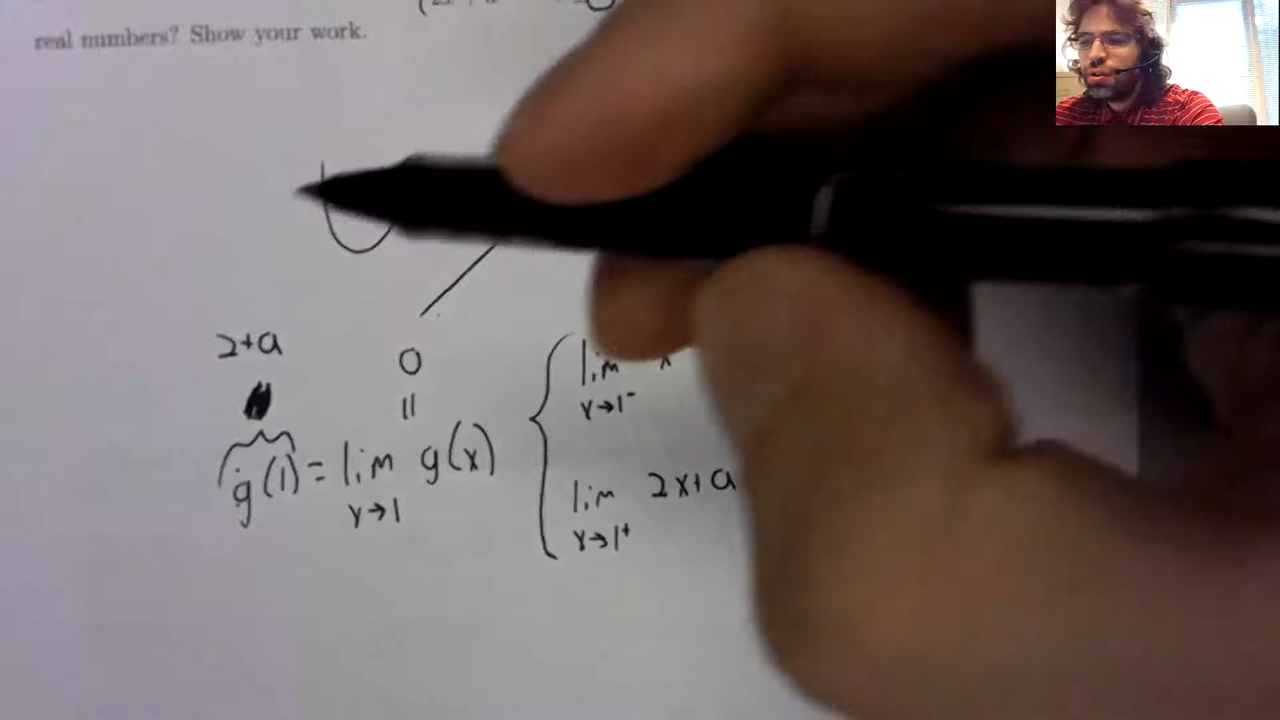 real numbers? Show your work.
2+a
0
=
g(1) = lim g(x)
x→1
lim x
x→1⁻
lim 2x+a
x→1⁺